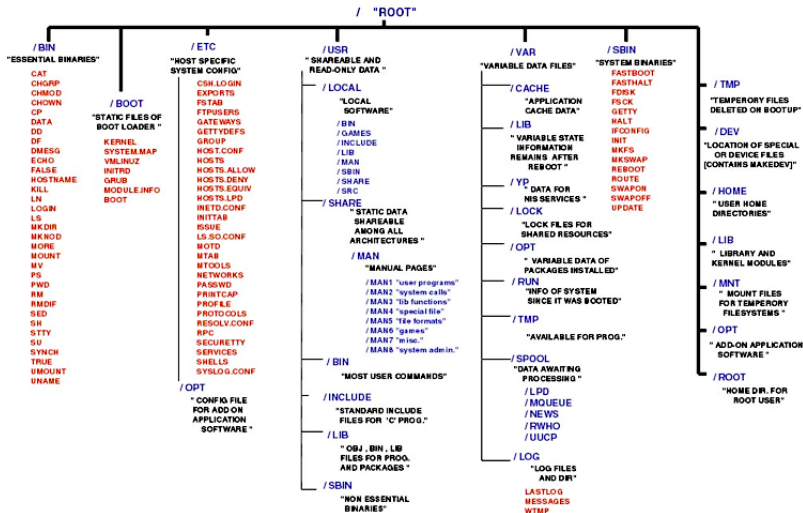 / "ROOT"
/ BIN
"ESSENTIAL BINARIES"
CAT
CHGRP
CHMOD
CHOWN
CP
DATA
DD
DF
DMESG
ECHO
FALSE
HOSTNAME
KILL
LN
LOGIN
LS
MKDIR
MKNOD
MORE
MOUNT
MV
PS
PWD
RM
RMDIF
SED
SH
STTY
SU
SYNCH
TRUE
UMOUNT
UNAME
/ BOOT
"STATIC FILES OF
BOOT LOADER "
KERNEL
SYSTEM.MAP
VMLINUZ
INITRD
GRUB
MODULE.INFO
BOOT
/ ETC
"HOST SPECIFIC
SYSTEM CONFIG"
CSH.LOGIN
EXPORTS
FSTAB
FTPUSERS
GATEWAYS
GETTYDEFS
GROUP
HOST.CONF
HOSTS
HOSTS.ALLOW
HOSTS.DENY
HOSTS.EQUIV
HOSTS.LPD
INETD.CONF
INITTAB
ISSUE
LS.SO.CONF
MOTD
MTAB
MTOOLS
NETWORKS
PASSWD
PRINTCAP
PROFILE
PROTOCOLS
RESOLV.CONF
RPC
SECURETTY
SERVICES
SHELLS
SYSLOG.CONF
/OPT
"CONFIG FILE
FOR ADD ON
APPLICATION
SOFTWARE "
/ USR
"SHAREABLE AND
READ-ONLY DATA "
/ LOCAL
"LOCAL
SOFTWARE"
/ BIN
/ GAMES
/ INCLUDE
/ LIB
/ MAN
/ SBIN
/ SHARE
/ SRC
/ SHARE
"STATIC DATA
SHAREABLE
AMONG ALL
ARCHITECTURES "
/ MAN
"MANUAL PAGES"
/ MAN1 "user programs"
/ MAN2 "system calls"
/ MAN3 "lib functions"
/ MAN4 "special file"
/ MAN5 "file formats"
/ MAN6 "games"
/ MAN7 "misc."
/ MAN8 "system admin."
/ BIN
"MOST USER COMMANDS"
/ INCLUDE
"STANDARD INCLUDE
FILES FOR 'C' PROG.
/ LIB
" OBJ , BIN , LIB
FILES FOR PROG.
AND PACKAGES "
/ SBIN
"NON ESSENTIAL
BINARIES"
/ VAR
"VARIABLE DATA FILES"
/ CACHE
"APPLICATION
CACHE DATA"
/ LIB
" VARIABLE STATE
INFORMATION
REMAINS AFTER
REBOOT "
/ YP
" DATA FOR
NIS SERVICES "
/ LOCK
"LOCK FILES FOR
SHARED RESOURCES"
/OPT
" VARIABLE DATA OF
PACKAGES INSTALLED"
/ RUN
"INFO OF SYSTEM
SINCE IT WAS BOOTED"
/ TMP
"AVAILABLE FOR PROG."
/ SPOOL
"DATA AWAITING
PROCESSING "
/ LPD
/ MQUEUE
/ NEWS
/ RWHO
/ UUCP
/ LOG
"LOG FILES
AND DIR"
LASTLOG
MESSAGES
WTMP
/ SBIN
"SYSTEM BINARIES"
FASTBOOT
FASTHALT
FDISK
FSCK
GETTY
HALT
IFCONFIG
INIT
MKFS
MKSWAP
REBOOT
ROUTE
SWAPON
SWAPOFF
UPDATE
/ TMP
"TEMPERORY FILES
DELETED ON BOOTUP"
/ DEV
"LOCATION OF SPECIAL
OR DEVICE FILES
[CONTAINS MAKEDEV]"
/ HOME
" USER HOME
DIRECTORIES "
/ LIB
" LIBRARY AND
KERNEL MODULES "
/ MNT
" MOUNT FILES
FOR TEMPERORY
FILESYSTEMS "
/ OPT
" ADD-ON APPLICATION
SOFTWARE "
/ ROOT
"HOME DIR. FOR
ROOT USER"